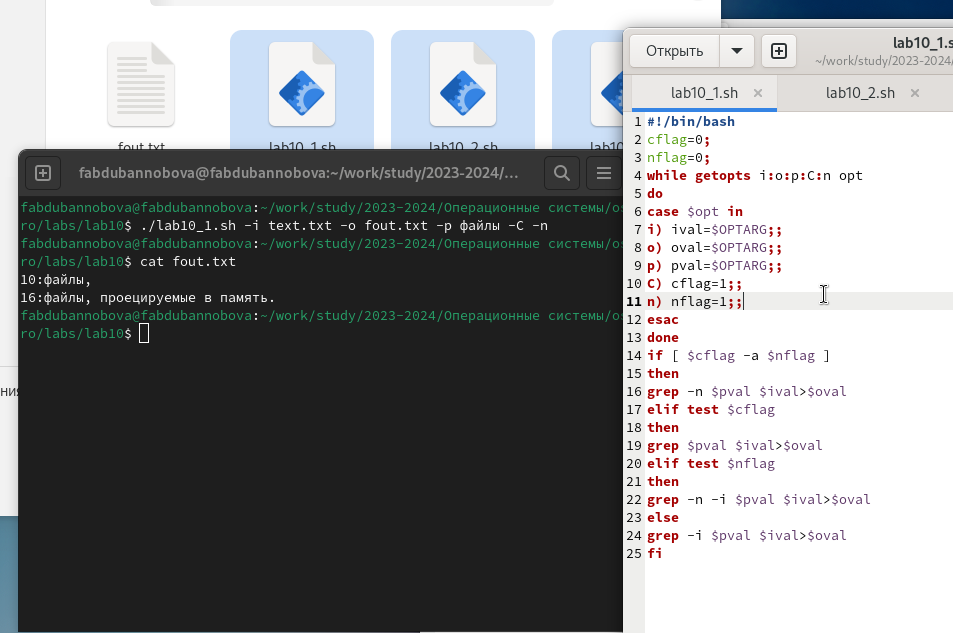 fout.txt
lab10_1.sh
lab10_2.sh
fabdubannobova@fabdubannobova:~/work/study/2023-2024/...
fabdubannobova@fabdubannobova:~/work/study/2023-2024/Операционные системы/os
ro/labs/lab10$ ./lab10_1.sh -i text.txt -o fout.txt -p файлы -C -n
fabdubannobova@fabdubannobova:~/work/study/2023-2024/Операционные системы/os
ro/labs/lab10$ cat fout.txt
10:файлы,
16:файлы, проецируемые в память.
fabdubannobova@fabdubannobova:~/work/study/2023-2024/Операционные системы/os
ro/labs/lab10$
Открыть
lab10_1.s
~/work/study/2023-2024/
lab10_1.sh
lab10_2.sh
1 #!/bin/bash
2 cflag=0;
3 nflag=0;
4 while getopts i:o:p:C:n opt
5 do
6 case $opt in
7 i) ival=$OPTARG;;
8 o) oval=$OPTARG;;
9 p) pval=$OPTARG;;
10 C) cflag=1;;
11 n) nflag=1;;
12 esac
13 done
14 if [ $cflag -a $nflag ]
15 then
16 grep -n $pval $ival>$oval
17 elif test $cflag
18 then
19 grep $pval $ival>$oval
20 elif test $nflag
21 then
22 grep -n -i $pval $ival>$oval
23 else
24 grep -i $pval $ival>$oval
25 fi